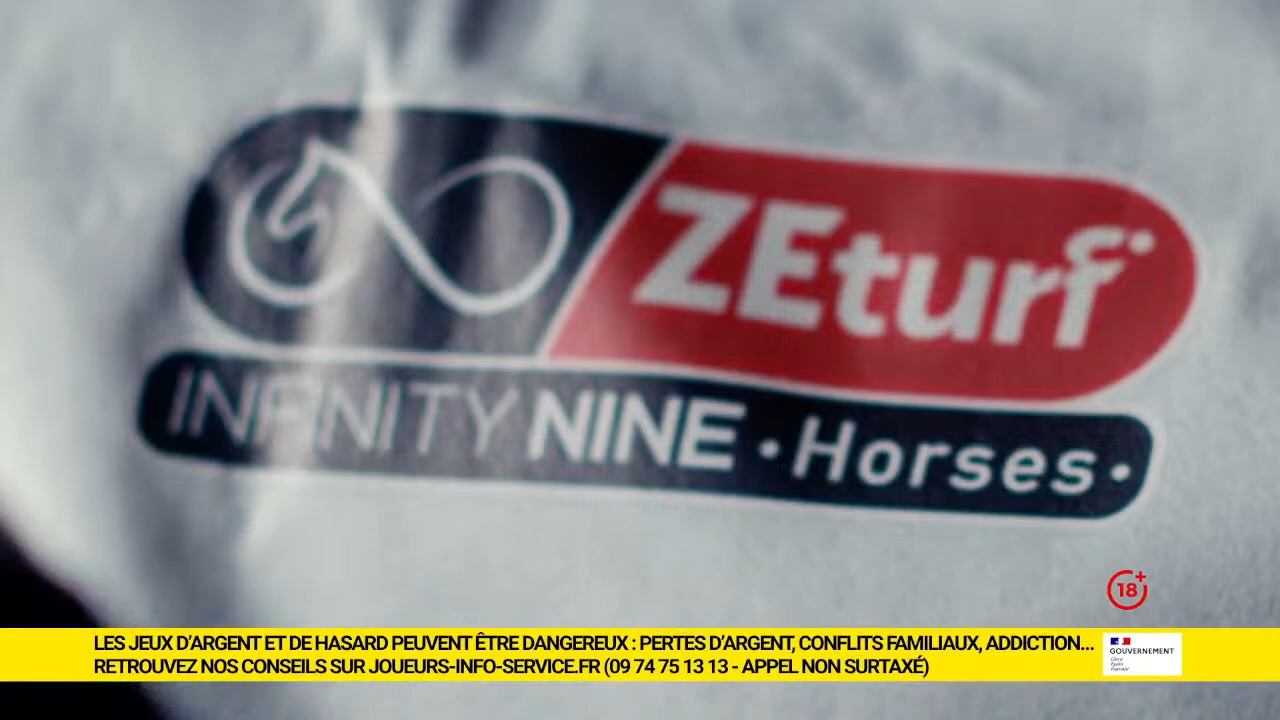 ZEturf
INFINITY NINE · Horses ·
18+
LES JEUX D'ARGENT ET DE HASARD PEUVENT ÊTRE DANGEREUX : PERTES D'ARGENT, CONFLITS FAMILIAUX, ADDICTION...
RETROUVEZ NOS CONSEILS SUR JOUEURS-INFO-SERVICE.FR (09 74 75 13 13 - APPEL NON SURTAXÉ)
GOUVERNEMENT